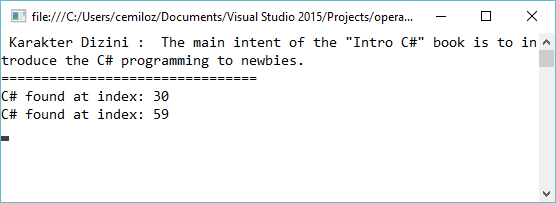 file:///C:/Users/cemiloz/Documents/Visual Studio 2015/Projects/opera...
 Karakter Dizini :  The main intent of the "Intro C#" book is to in
troduce the C# programming to newbies.
================================
C# found at index: 30
C# found at index: 59